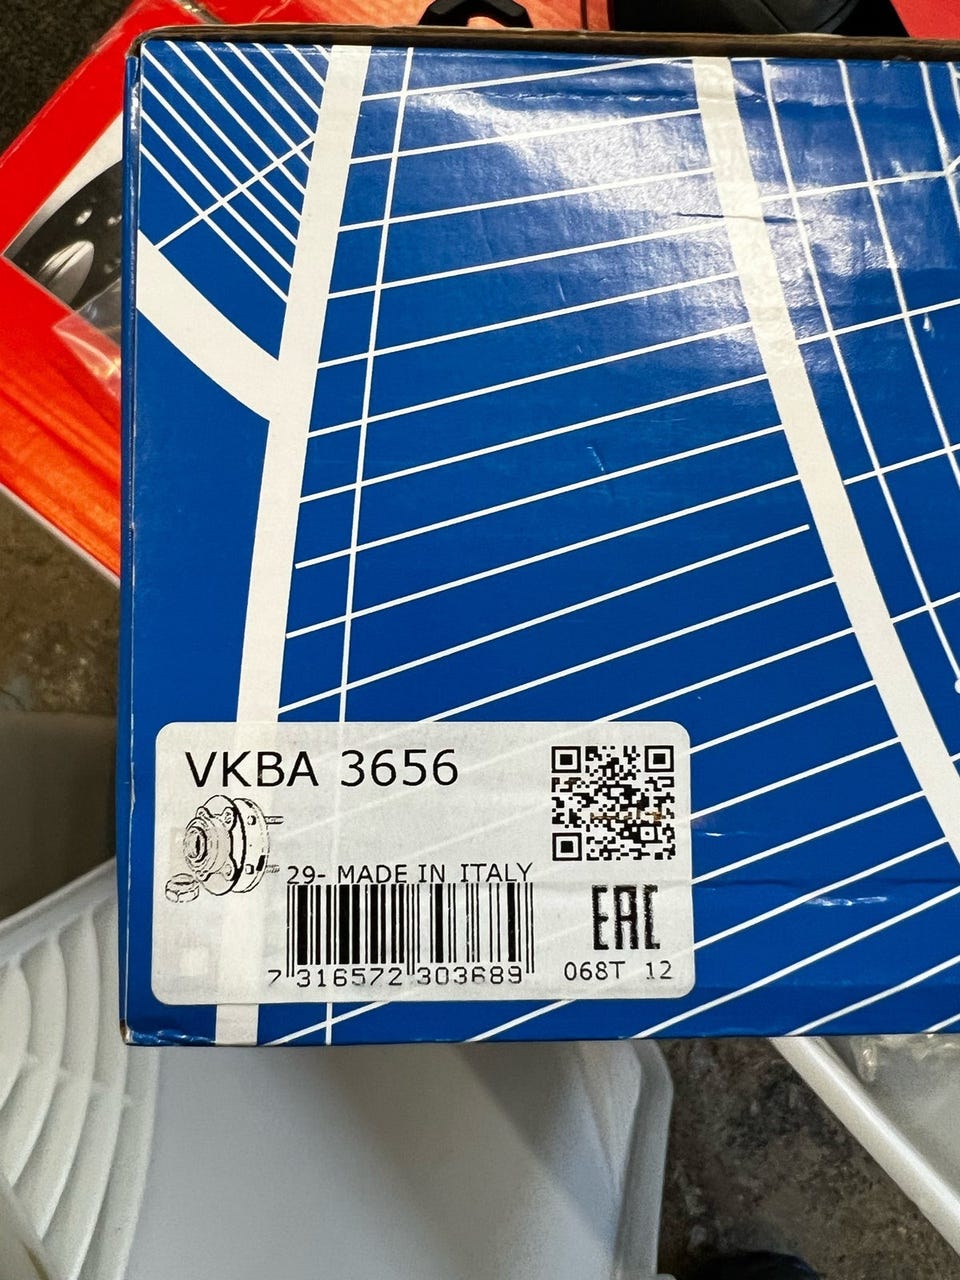 VKBA 3656
29- MADE IN ITALY
EAC
7 316572 303689
068T 12